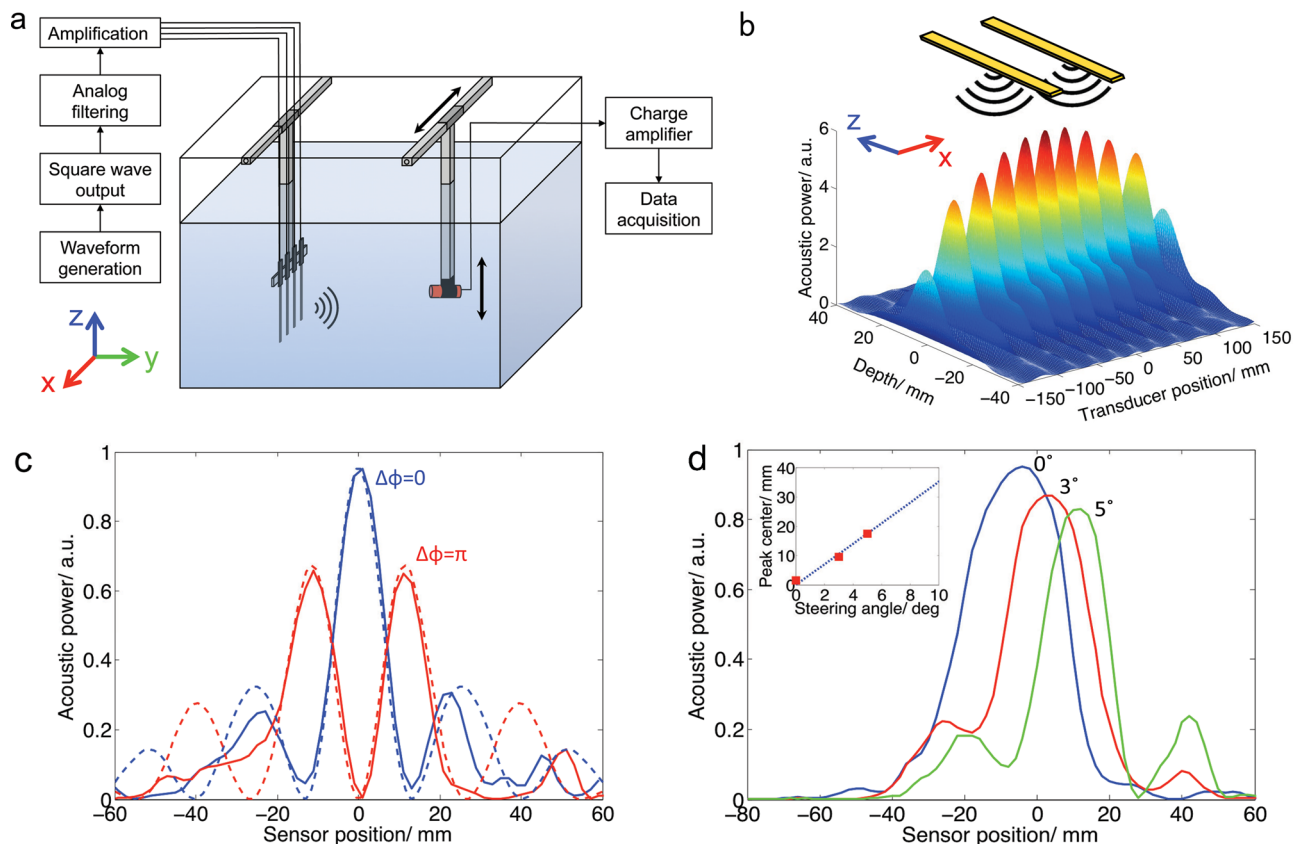 a
Amplification
Analog
filtering
Square wave
output
Waveform
generation
Charge
amplifier
Data
acquisition
z
y
x
b
z
x
Acoustic power/ a.u.
6
4
2
0
40
20
0
−20
−40
Depth/ mm
−150
−100
−50
0
50
100
150
Transducer position/ mm
c
Acoustic power/ a.u.
1
0.8
0.6
0.4
0.2
0
Δϕ=0
Δϕ=π
−60 −40 −20 0 20 40 60
Sensor position/ mm
d
Acoustic power/ a.u.
1
0.8
0.6
0.4
0.2
0
0°
3°
5°
Peak center/ mm
40
30
20
10
0
0 2 4 6 8 10
Steering angle/ deg
−80 −60 −40 −20 0 20 40 60
Sensor position/ mm